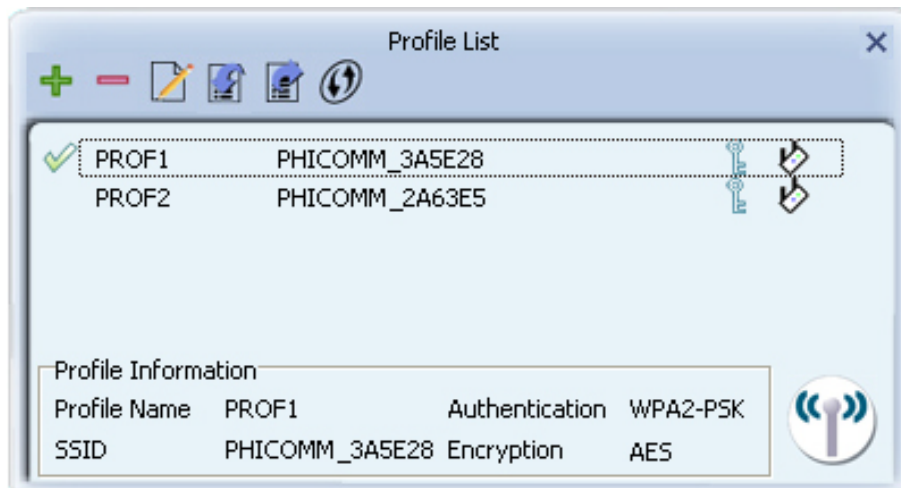 Profile List
PROF1 PHICOMM_3A5E28
PROF2 PHICOMM_2A63E5
Profile Information
Profile Name PROF1 Authentication WPA2-PSK
SSID PHICOMM_3A5E28 Encryption AES